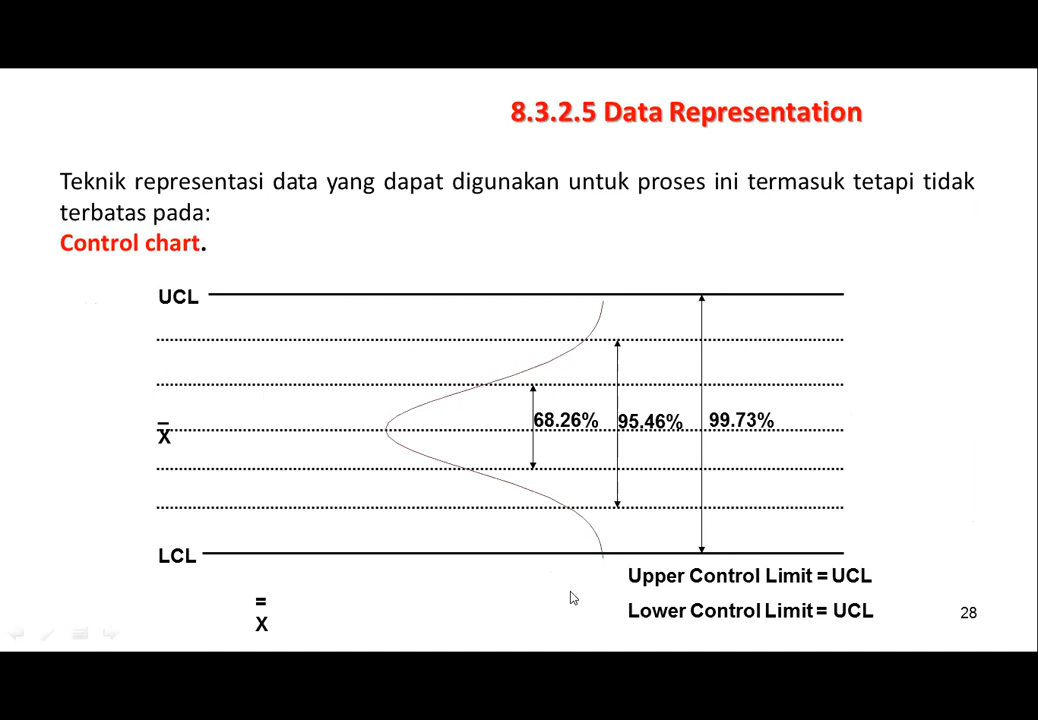 8.3.2.5 Data Representation
Teknik representasi data yang dapat digunakan untuk proses ini termasuk tetapi tidak
terbatas pada:
Control chart.
UCL
68.26% 95.46% 99.73%
X̅
LCL
Upper Control Limit = UCL
Lower Control Limit = UCL
=
X
28